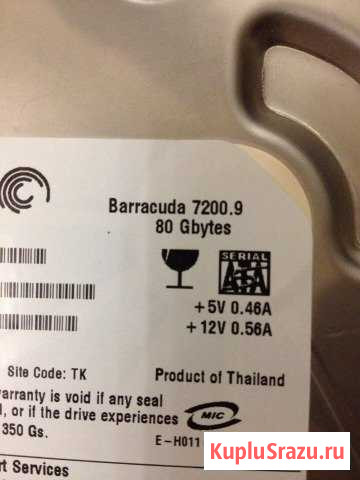 Barracuda 7200.9
80 Gbytes
SERIAL
ATA
+5V 0.46A
+12V 0.56A
Site Code: TK
Product of Thailand
warranty is void if any seal
, or if the drive experiences
350 Gs.
MIC
E-H011
rt Services
KupluSrazu.ru